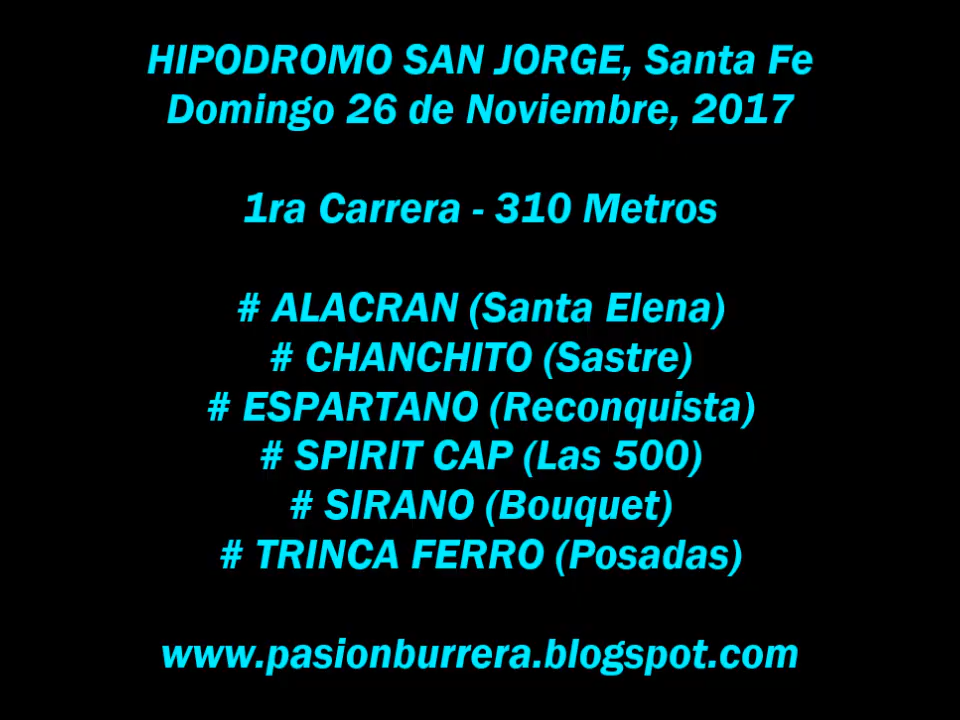 HIPODROMO SAN JORGE, Santa Fe
Domingo 26 de Noviembre, 2017
1ra Carrera - 310 Metros
# ALACRAN (Santa Elena)
# CHANCHITO (Sastre)
# ESPARTANO (Reconquista)
# SPIRIT CAP (Las 500)
# SIRANO (Bouquet)
# TRINCA FERRO (Posadas)
www.pasionburrera.blogspot.com